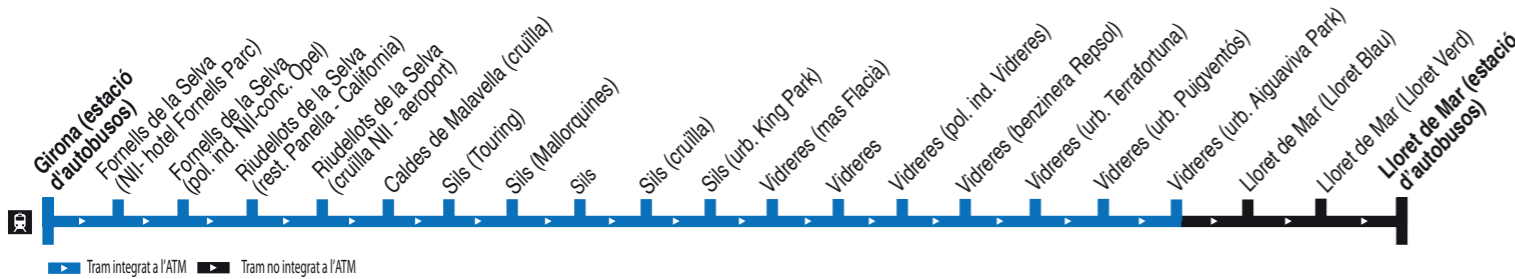 Girona (estació
d'autobusos)
Fornells de la Selva
(NII- hotel Fornells Parc)
Fornells de la Selva
(pol. ind. NII-conc. Opel)
Riudellots de la Selva
(rest. Panella - California)
Riudellots de la Selva
(cruïlla NII - aeroport)
Caldes de Malavella (cruïlla)
Sils (Touring)
Sils (Mallorquines)
Sils
Sils (cruïlla)
Sils (urb. King Park)
Vidreres (mas Flacià)
Vidreres
Vidreres (pol. ind. Vidreres)
Vidreres (benzinera Repsol)
Vidreres (urb. Terrafortuna)
Vidreres (urb. Puigventós)
Vidreres (urb. Aiguaviva Park)
Lloret de Mar (Lloret Blau)
Lloret de Mar (Lloret Verd)
Lloret de Mar (estació
d'autobusos)
Tram integrat a l'ATM
Tram no integrat a l'ATM